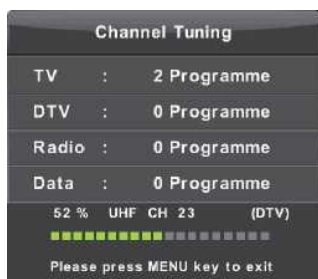 Channel Tuning
TV : 2 Programme
DTV : 0 Programme
Radio : 0 Programme
Data : 0 Programme
52 % UHF CH 23 (DTV)
Please press MENU key to exit